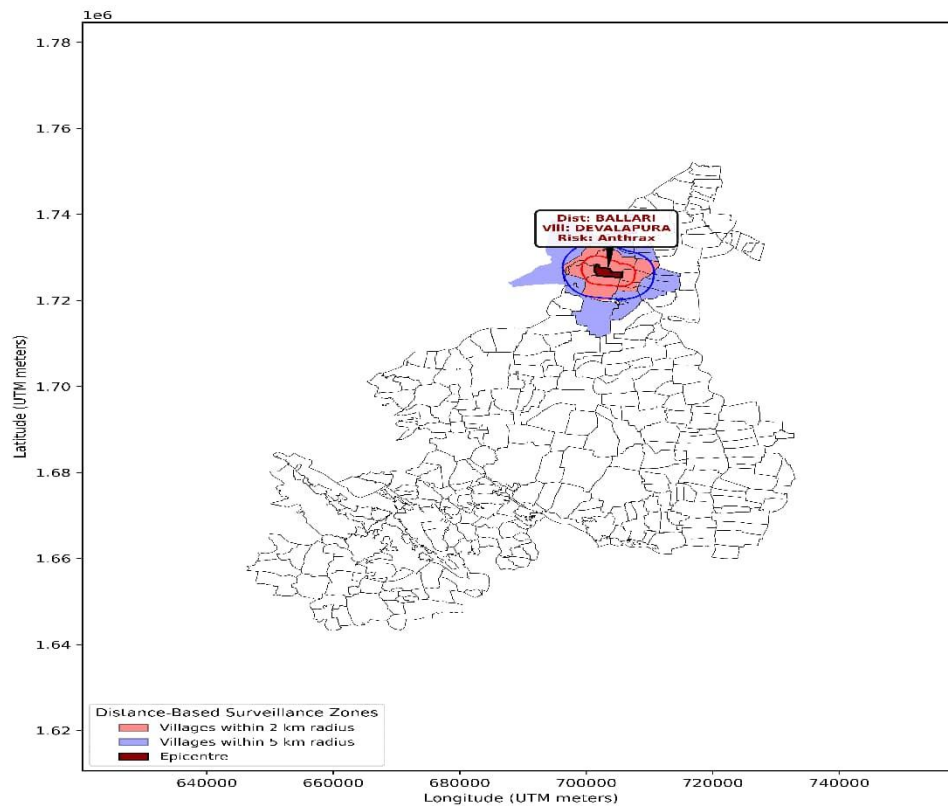 1e6
1.78
1.76
1.74
1.72
1.70
1.68
1.66
1.64
1.62
Latitude (UTM meters)
Dist: BALLARI
Vill: DEVALAPURA
Risk: Anthrax
Distance-Based Surveillance Zones
Villages within 2 km radius
Villages within 5 km radius
Epicentre
640000 660000 680000 700000 720000 740000
Longitude (UTM meters)